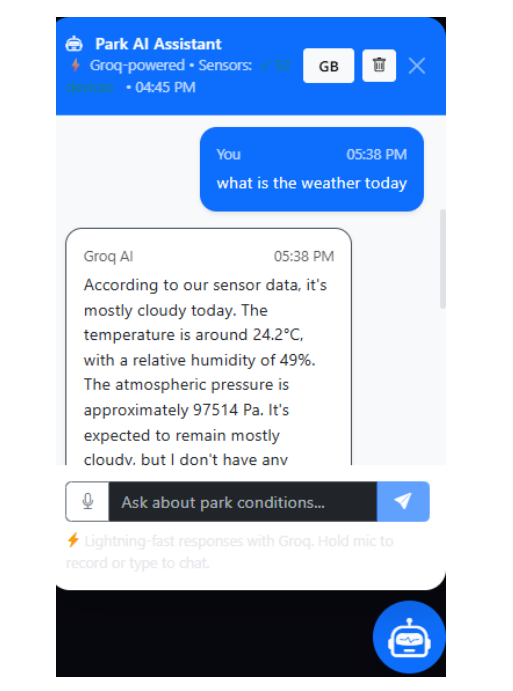 Park AI Assistant
Groq-powered • Sensors:
GB
• 04:45 PM
You 05:38 PM
what is the weather today
Groq AI 05:38 PM
According to our sensor data, it's
mostly cloudy today. The
temperature is around 24.2°C,
with a relative humidity of 49%.
The atmospheric pressure is
approximately 97514 Pa. It's
expected to remain mostly
cloudy, but I don't have any
Ask about park conditions...
Lightning-fast responses with Groq. Hold mic to
record or type to chat.